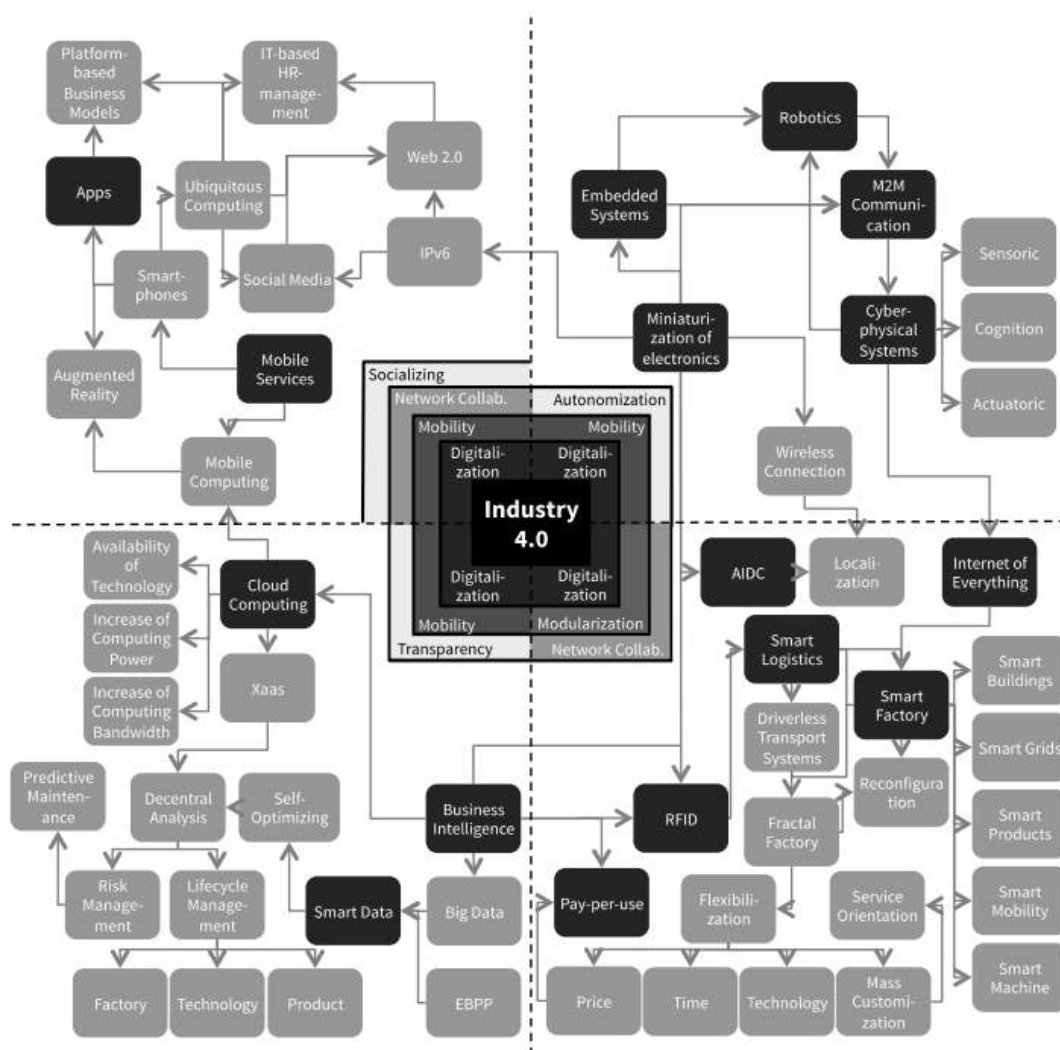 Platform-
based
Business
Models
IT-based
HR-
manage-
ment
Apps
Ubiquitous
Computing
Web 2.0
Smart-
phones
Social Media
IPv6
Mobile
Services
Augmented
Reality
Mobile
Computing
Robotics
Embedded
Systems
M2M
Communi-
cation
Sensoric
Miniaturi-
zation of
electronics
Cyber-
physical
Systems
Cognition
Actuatoric
Wireless
Connection
Socializing
Network Collab.
Autonomization
Mobility
Mobility
Digitali-
zation
Digitali-
zation
Industry
4.0
Digitali-
zation
Digitali-
zation
Mobility
Modularization
Transparency
Network Collab.
Availability
of
Technology
Cloud
Computing
Increase of
Computing
Power
Xaas
Increase of
Computing
Bandwidth
Predictive
Mainten-
ance
Decentral
Analysis
Self-
Optimizing
Business
Intelligence
Risk
Manage-
ment
Lifecycle
Manage-
ment
Smart Data
Big Data
Factory
Technology
Product
EBPP
AIDC
Locali-
zation
Internet of
Everything
Smart
Logistics
Smart
Factory
Smart
Buildings
Driverless
Transport
Systems
Smart Grids
Reconfigura-
tion
RFID
Fractal
Factory
Smart
Products
Pay-per-use
Flexibili-
zation
Service
Orientation
Smart
Mobility
Price
Time
Technology
Mass
Customi-
zation
Smart
Machine